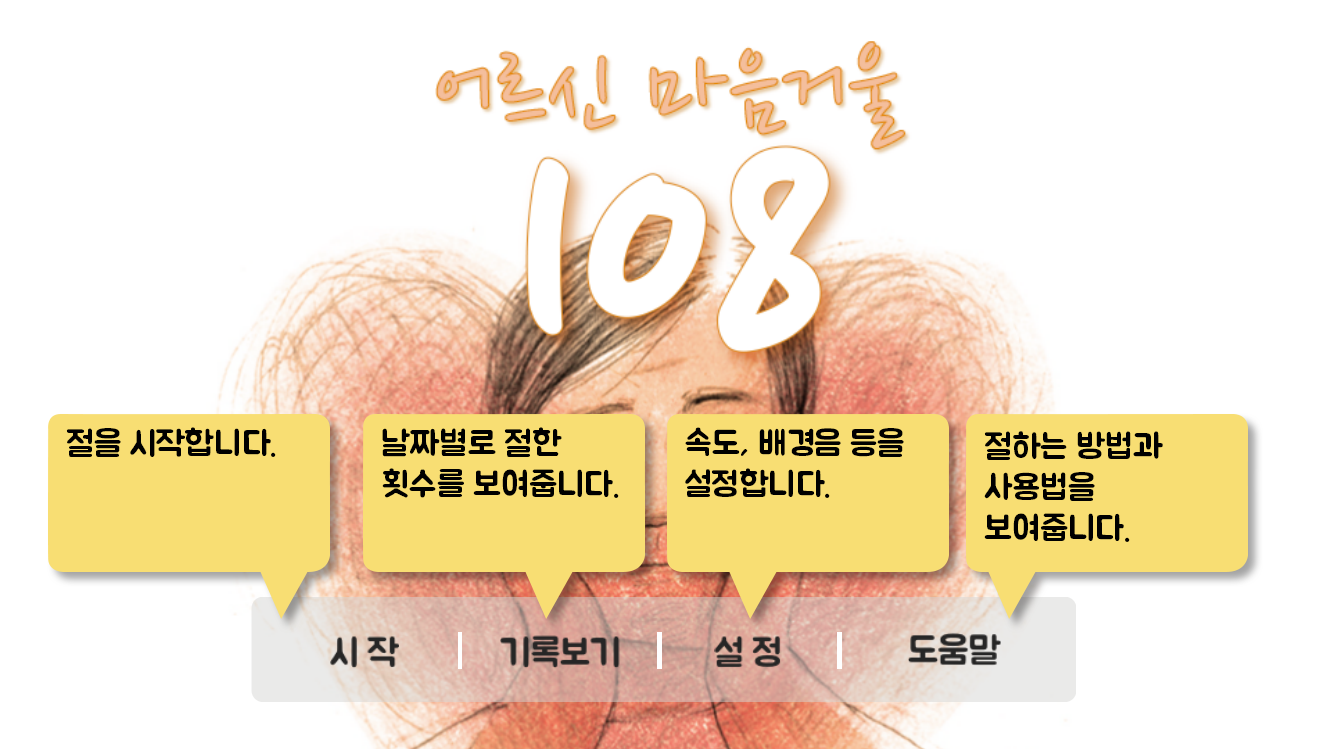 어르신 마음거울
108
절을 시작합니다.
날짜별로 절한
횟수를 보여줍니다.
속도, 배경음 등을
설정합니다.
절하는 방법과
사용법을
보여줍니다.
시작 | 기록보기 | 설정 | 도움말